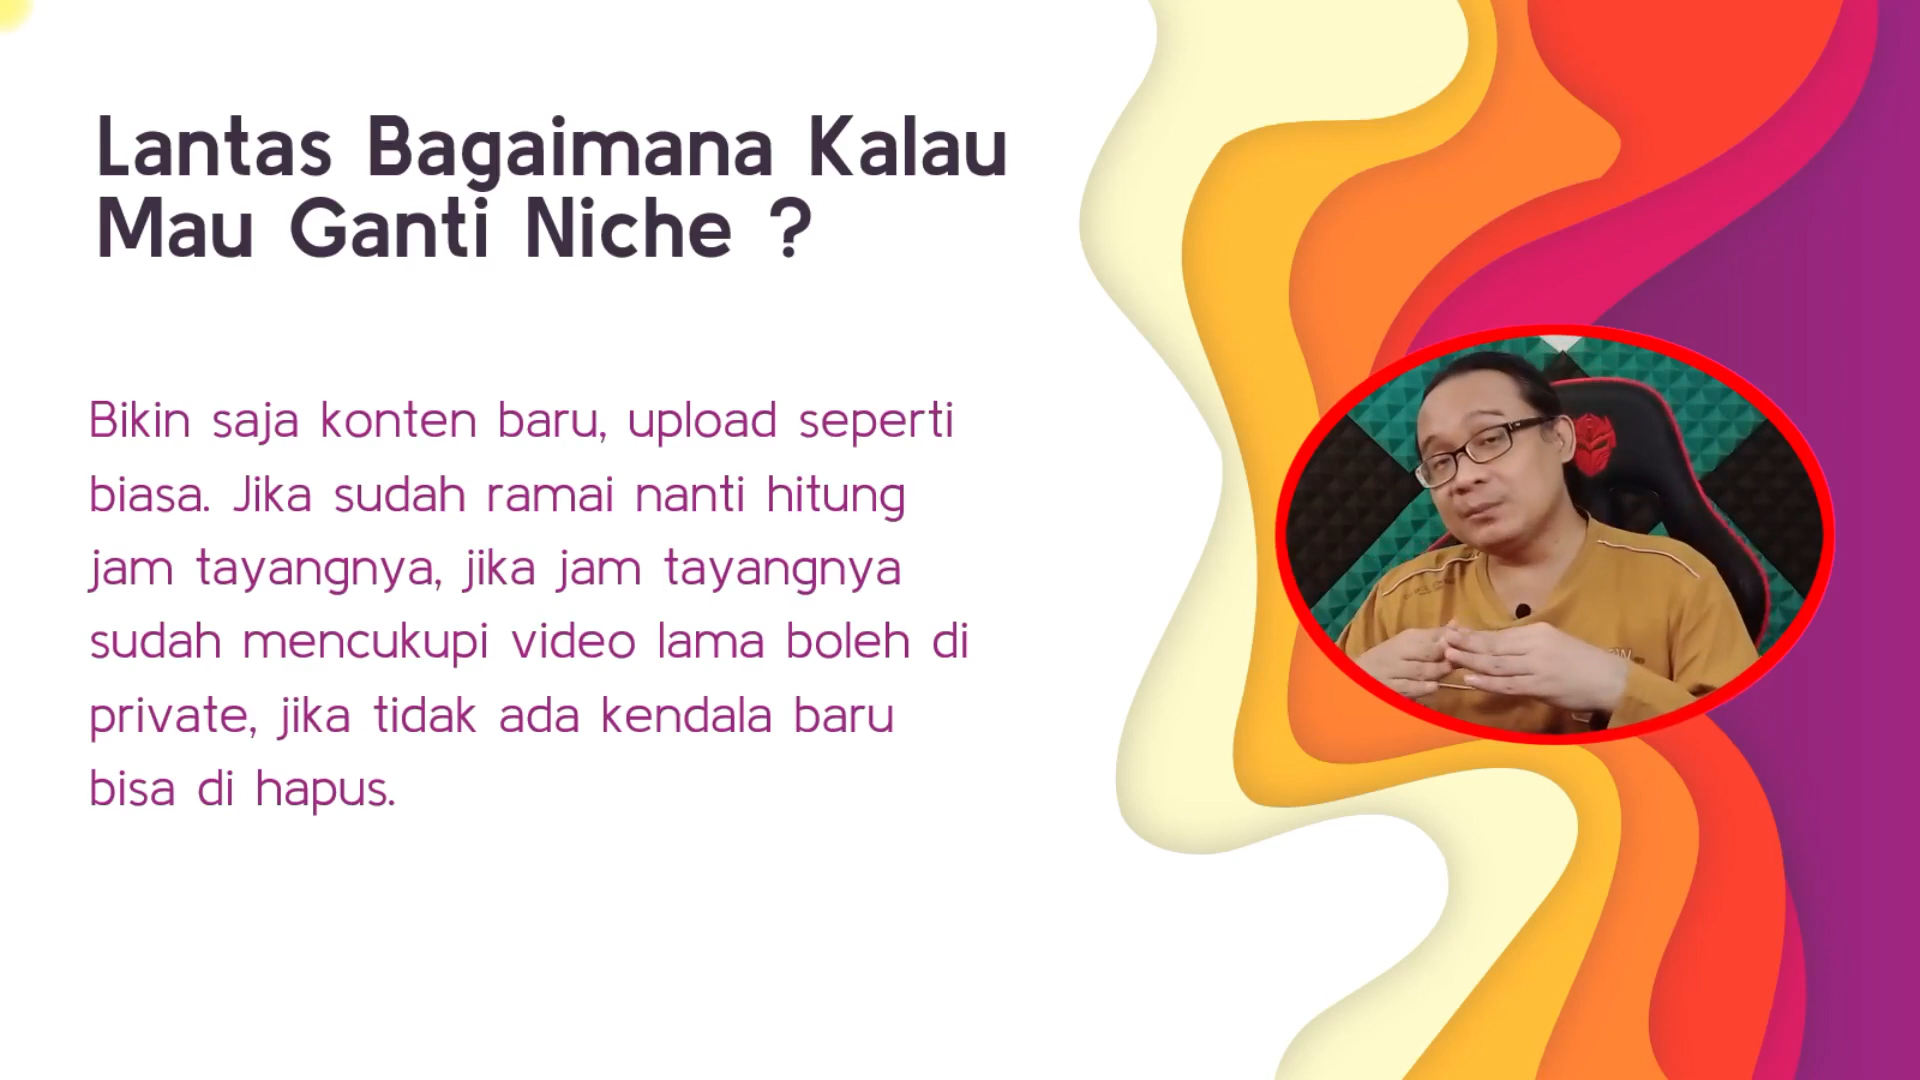 Lantas Bagaimana Kalau
Mau Ganti Niche ?
Bikin saja konten baru, upload seperti
biasa. Jika sudah ramai nanti hitung
jam tayangnya, jika jam tayangnya
sudah mencukupi video lama boleh di
private, jika tidak ada kendala baru
bisa di hapus.